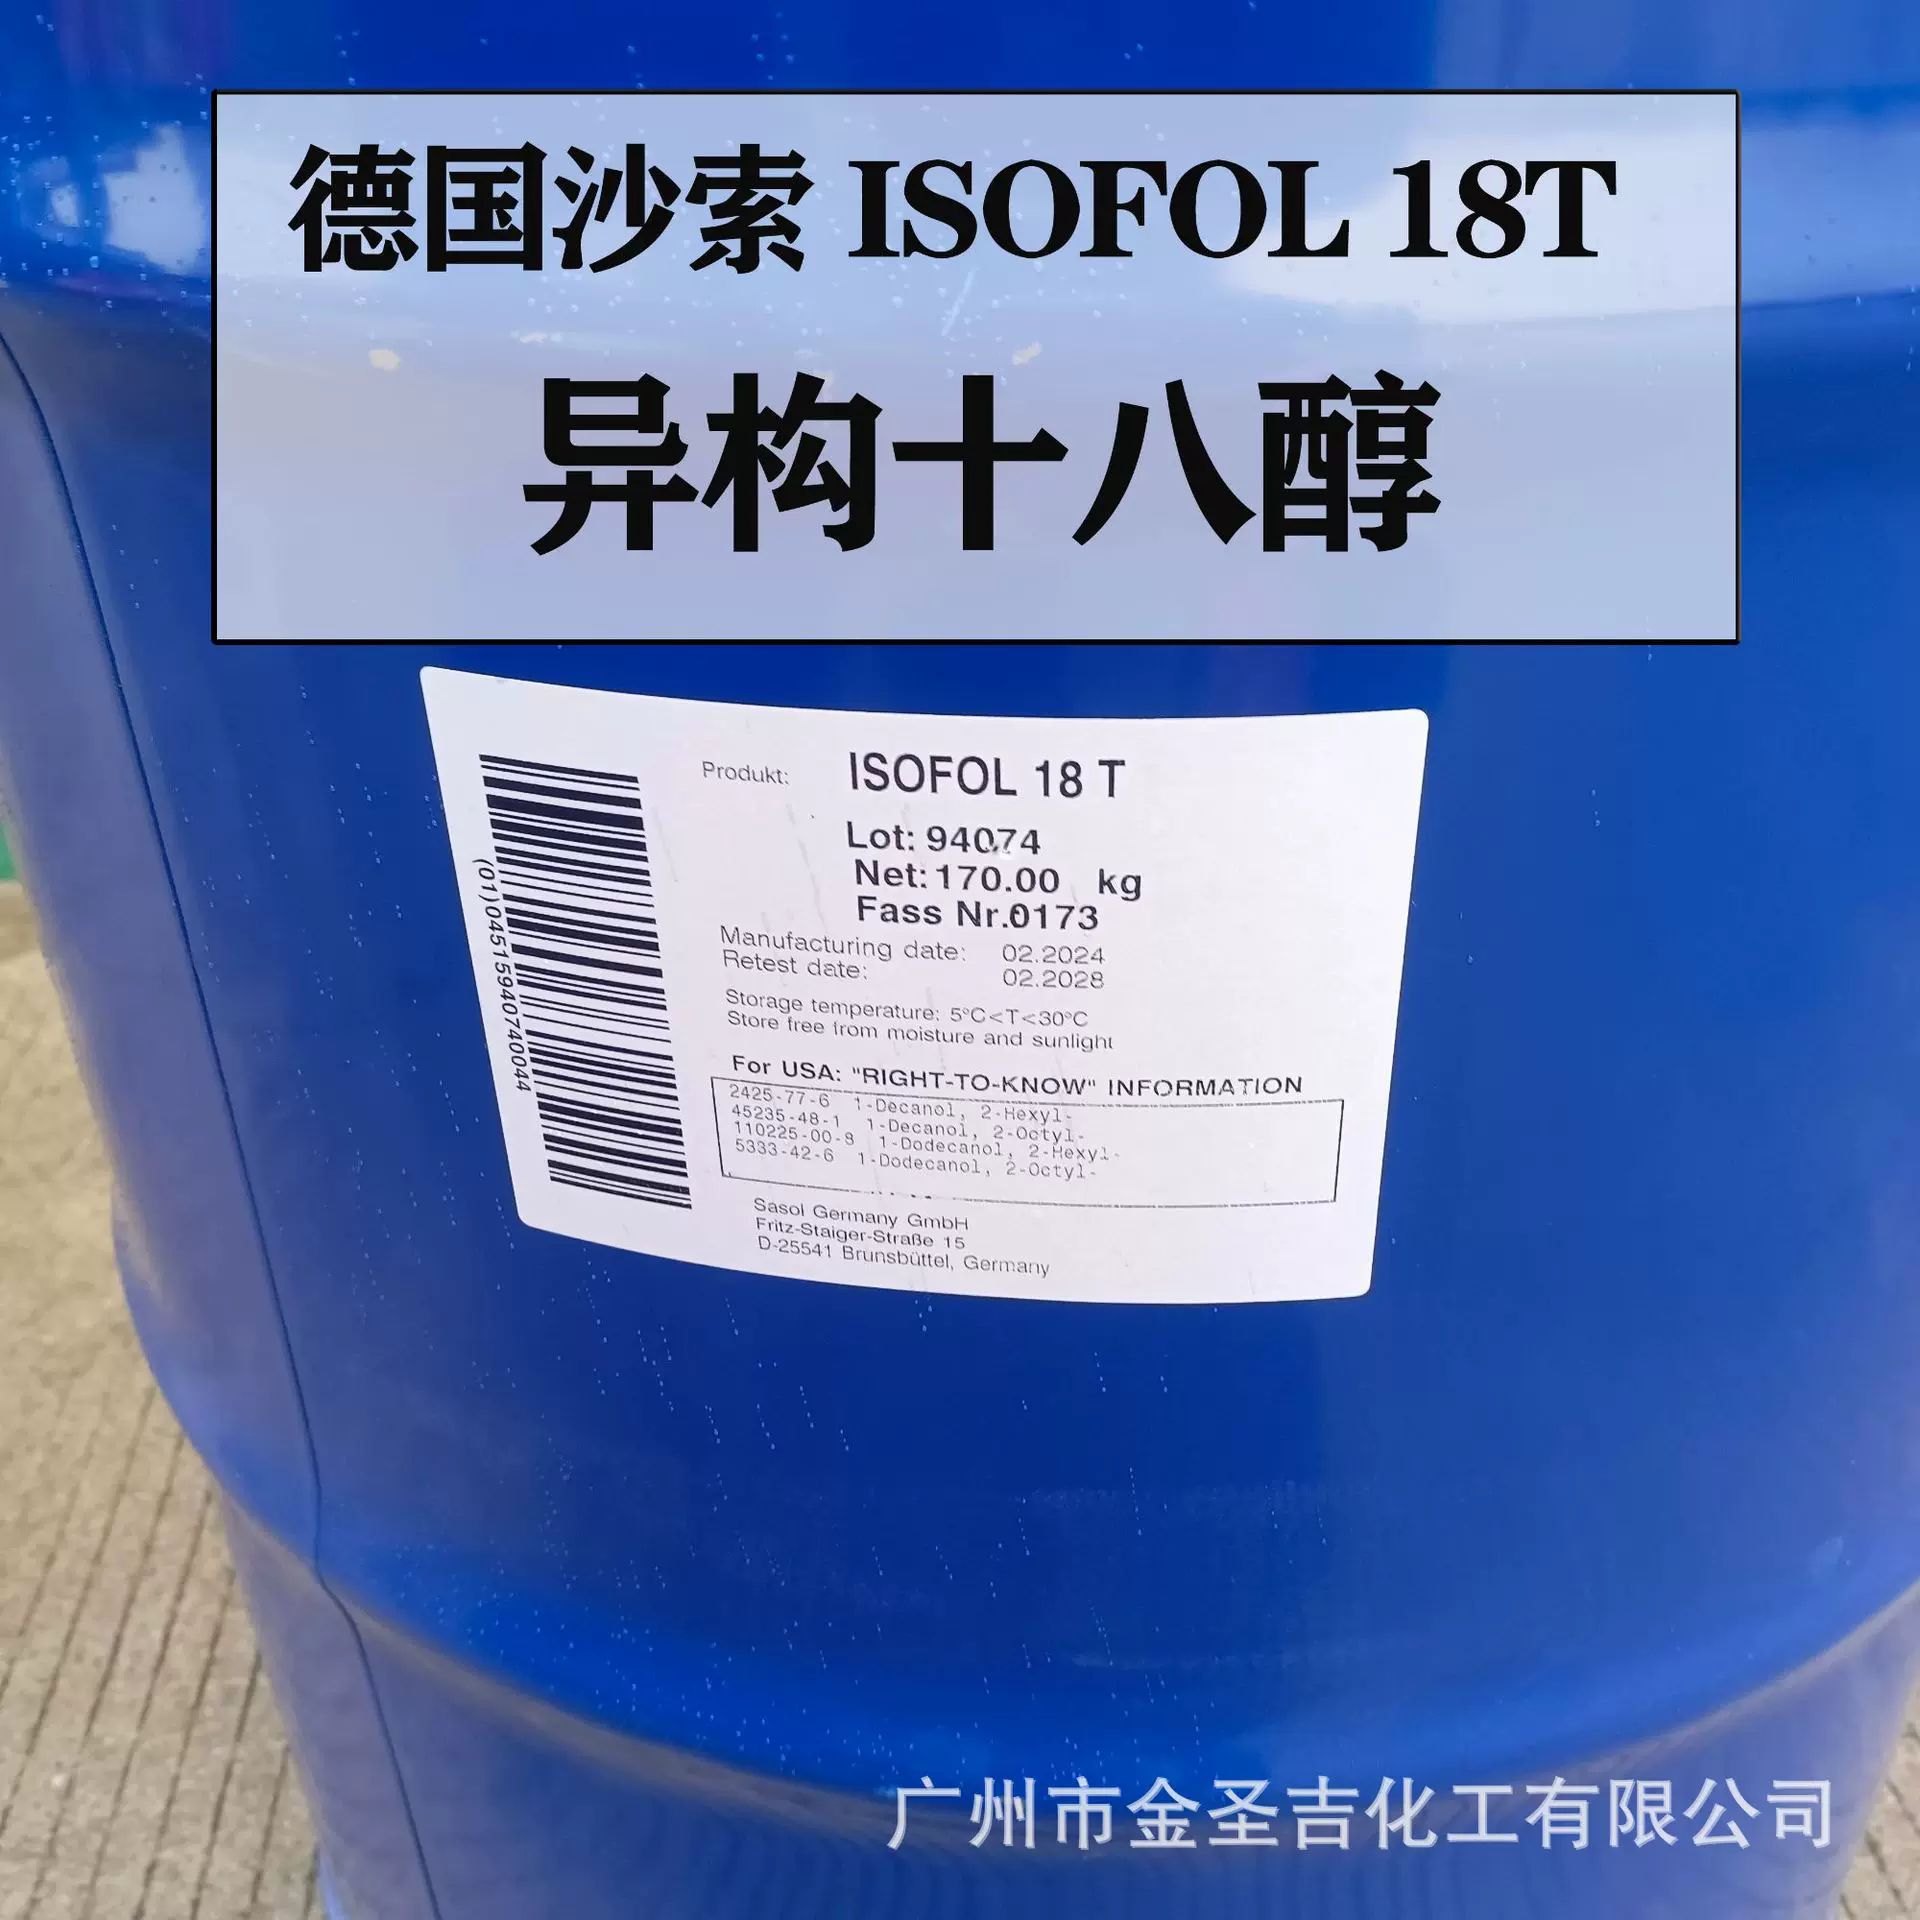 德国沙索 ISOFOL 18T
异构十八醇
Produkt: ISOFOL 18 T
Lot: 94074
Net: 170.00 kg
Fass Nr.0173
Manufacturing date: 02.2024
Retest date: 02.2028
Storage temperature: 5°C<T<30°C
Store free from moisture and sunlight
For USA: "RIGHT-TO-KNOW" INFORMATION
2425-77-6 1-Decanol, 2-Hexyl-
45235-48-1 1-Decanol, 2-Octyl-
110225-00-8 1-Dodecanol, 2-Hexyl-
5333-42-6 1-Dodecanol, 2-Octyl-
Sasol Germany GmbH
Fritz-Staiger-Straße 15
D-25541 Brunsbüttel, Germany
(01)04515940740044
广州市金圣吉化工有限公司